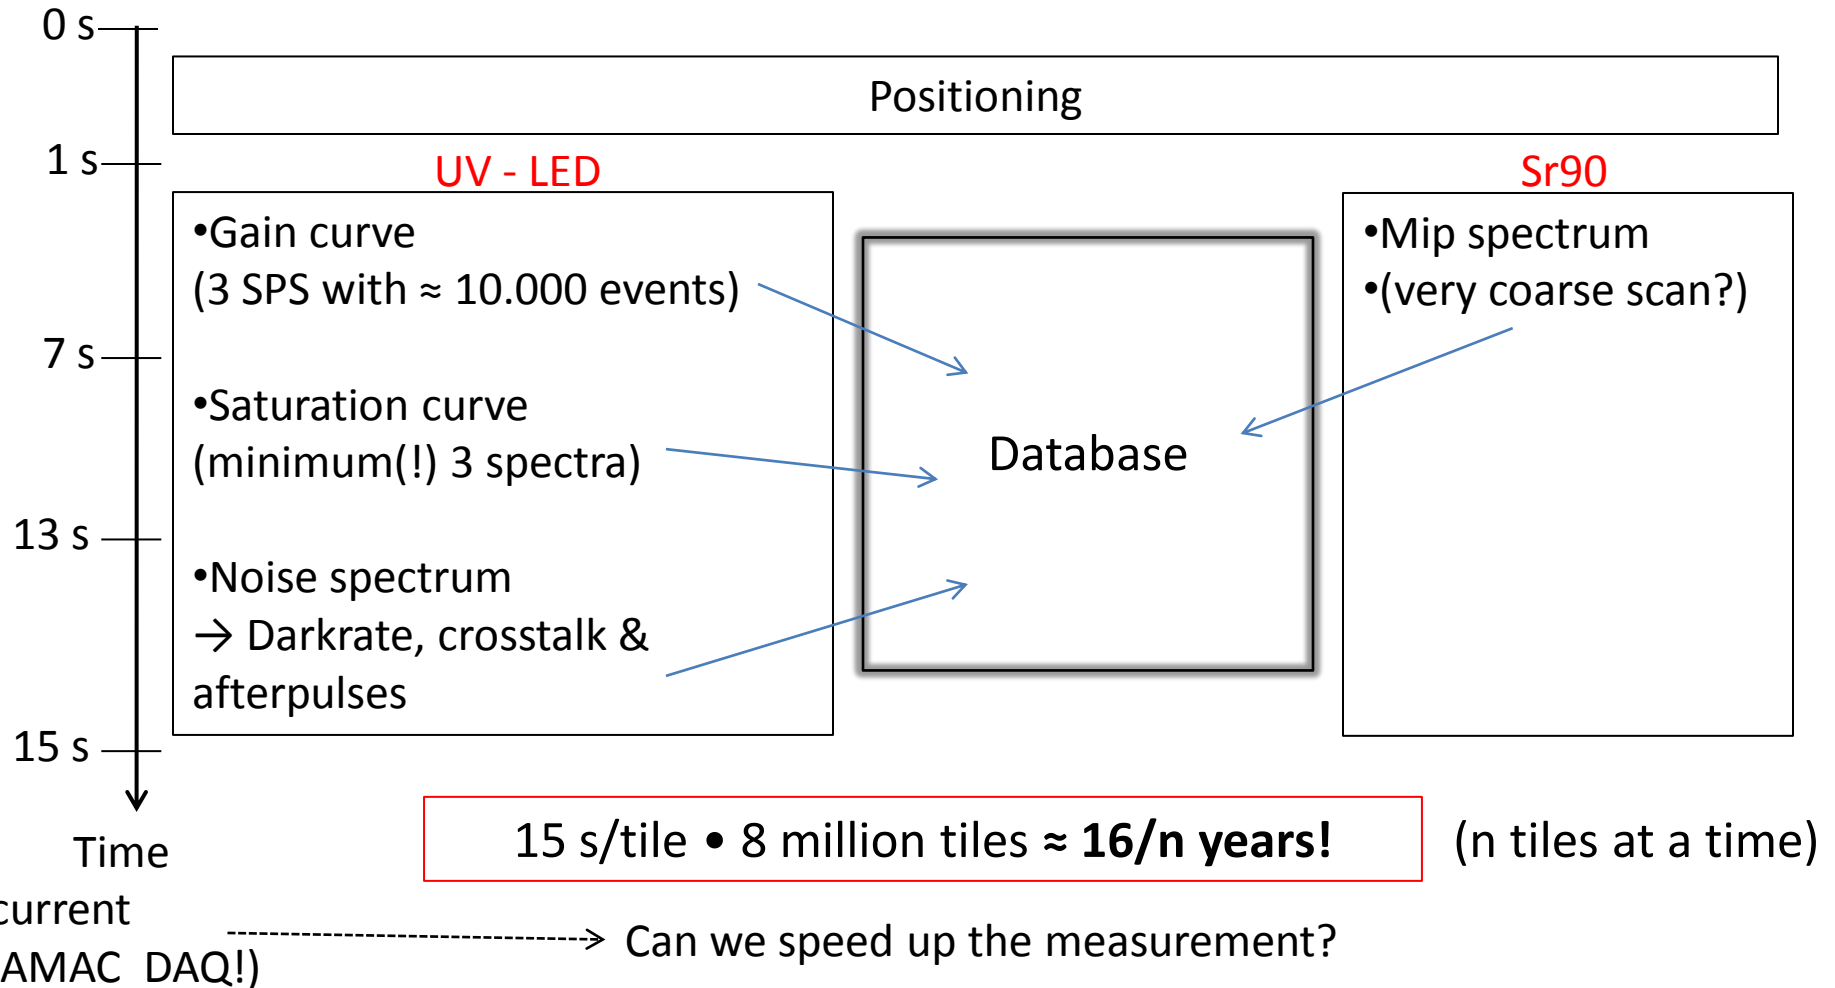 0 s
Positioning
1 s
UV - LED
Sr90
•Gain curve
(3 SPS with ≈ 10.000 events)
•Mip spectrum
•(very coarse scan?)
7 s
•Saturation curve
(minimum(!) 3 spectra)
Database
13 s
•Noise spectrum
→ Darkrate, crosstalk &
afterpulses
15 s
15 s/tile • 8 million tiles ≈ 16/n years!
(n tiles at a time)
Time
current
AMAC DAQ!)
Can we speed up the measurement?